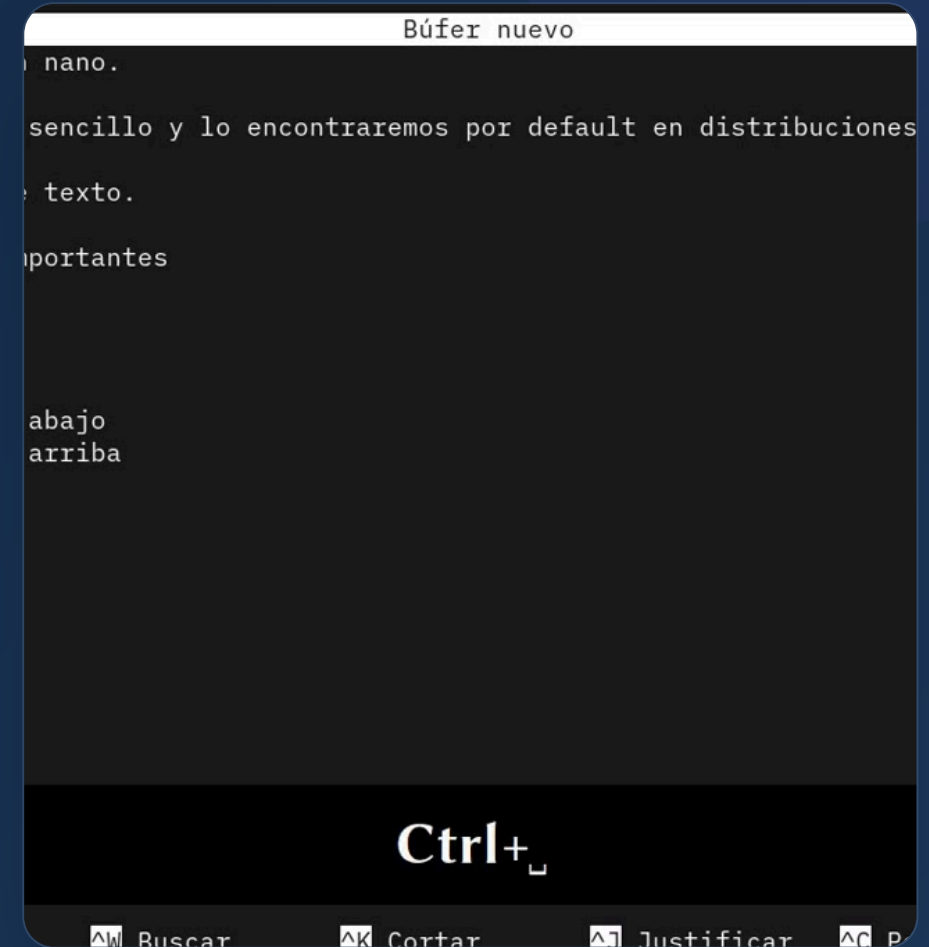 Búfer nuevo
nano.
sencillo y lo encontraremos por default en distribuciones
texto.
portantes
abajo
arriba
Ctrl+␣
^W Buscar ^K Cortar ^J Justificar ^C